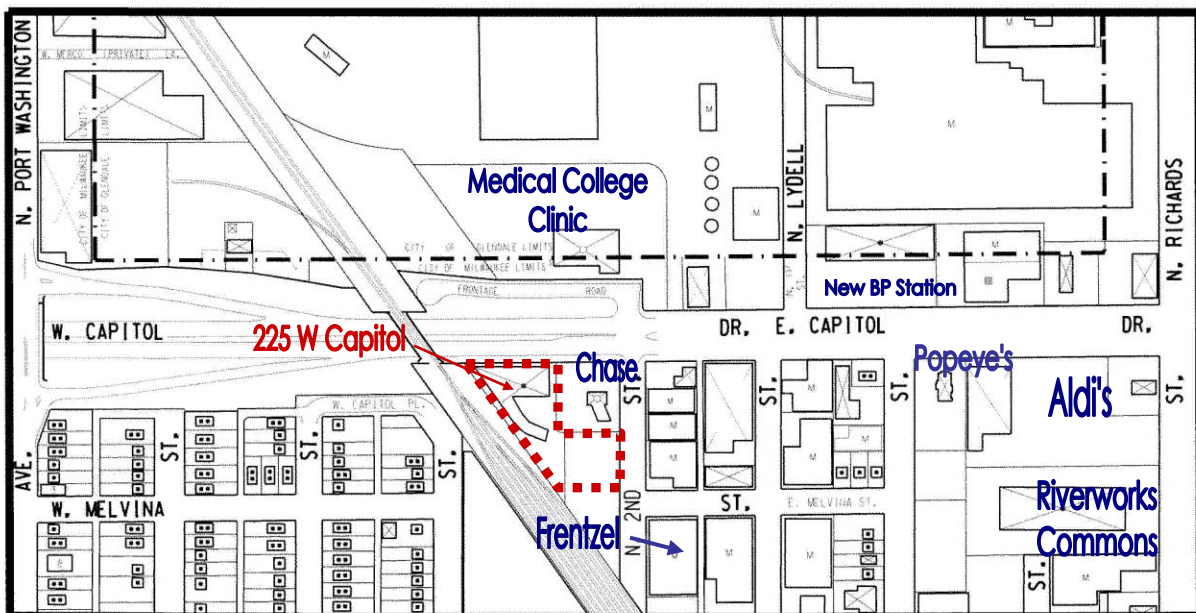 N. PORT WASHINGTON
AVE.
W. MERCO (PRIVATE) LA.
CITY OF MILWAUKEE LIMITS
CITY OF GLENDALE LIMITS
M
M
M
M
M
Medical College
Clinic
N. LYDELL
N. RICHARDS
ST.
CITY OF GLENDALE LIMITS
CITY OF MILWAUKEE LIMITS
FRONTAGE ROAD
New BP Station
W. CAPITOL
DR. E. CAPITOL
DR.
225 W Capitol
Chase
Popeye's
Aldi's
W. CAPITOL PL.
ST.
ST.
ST.
ST.
ST.
ST.
M
M
M
M
M
M
W. MELVINA
ST.
E. MELVINA ST.
N 2ND
Frentzel
Riverworks
Commons
ST.
M
M
M